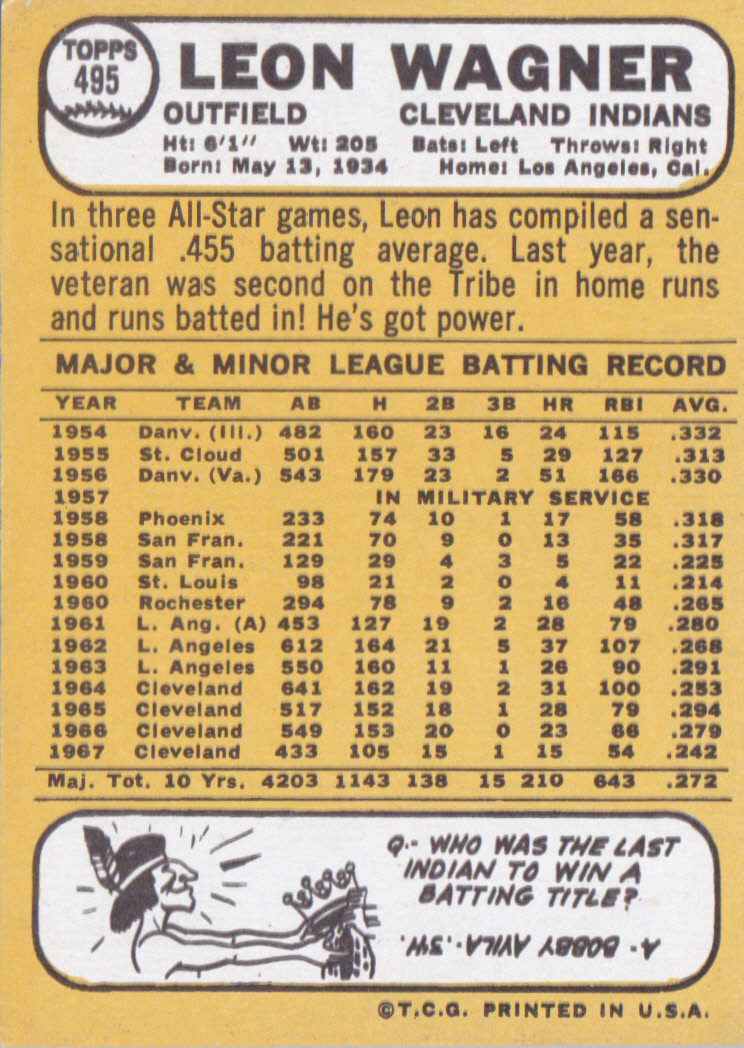 TOPPS
495
LEON WAGNER
OUTFIELD CLEVELAND INDIANS
Ht: 6'1" Wt: 205 Bats: Left Throws: Right
Born: May 13, 1934 Home: Los Angeles, Cal.
In three All-Star games, Leon has compiled a sen-
sational .455 batting average. Last year, the
veteran was second on the Tribe in home runs
and runs batted in! He's got power.
MAJOR & MINOR LEAGUE BATTING RECORD
YEAR TEAM AB H 2B 3B HR RBI AVG.
1954 Danv. (Ill.) 482 160 23 16 24 115 .332
1955 St. Cloud 501 157 33 5 29 127 .313
1956 Danv. (Va.) 543 179 23 2 51 166 .330
1957 IN MILITARY SERVICE
1958 Phoenix 233 74 10 1 17 58 .318
1958 San Fran. 221 70 9 0 13 35 .317
1959 San Fran. 129 29 4 3 5 22 .225
1960 St. Louis 98 21 2 0 4 11 .214
1960 Rochester 294 78 9 2 16 48 .265
1961 L. Ang. (A) 453 127 19 2 28 79 .280
1962 L. Angeles 612 164 21 5 37 107 .268
1963 L. Angeles 550 160 11 1 26 90 .291
1964 Cleveland 641 162 19 2 31 100 .253
1965 Cleveland 517 152 18 1 28 79 .294
1966 Cleveland 549 153 20 0 23 66 .279
1967 Cleveland 433 105 15 1 15 54 .242
Maj. Tot. 10 Yrs. 4203 1143 138 15 210 643 .272
Q.- WHO WAS THE LAST
INDIAN TO WIN A
BATTING TITLE?
A- BOBBY AVILA .341.
©T.C.G. PRINTED IN U.S.A.